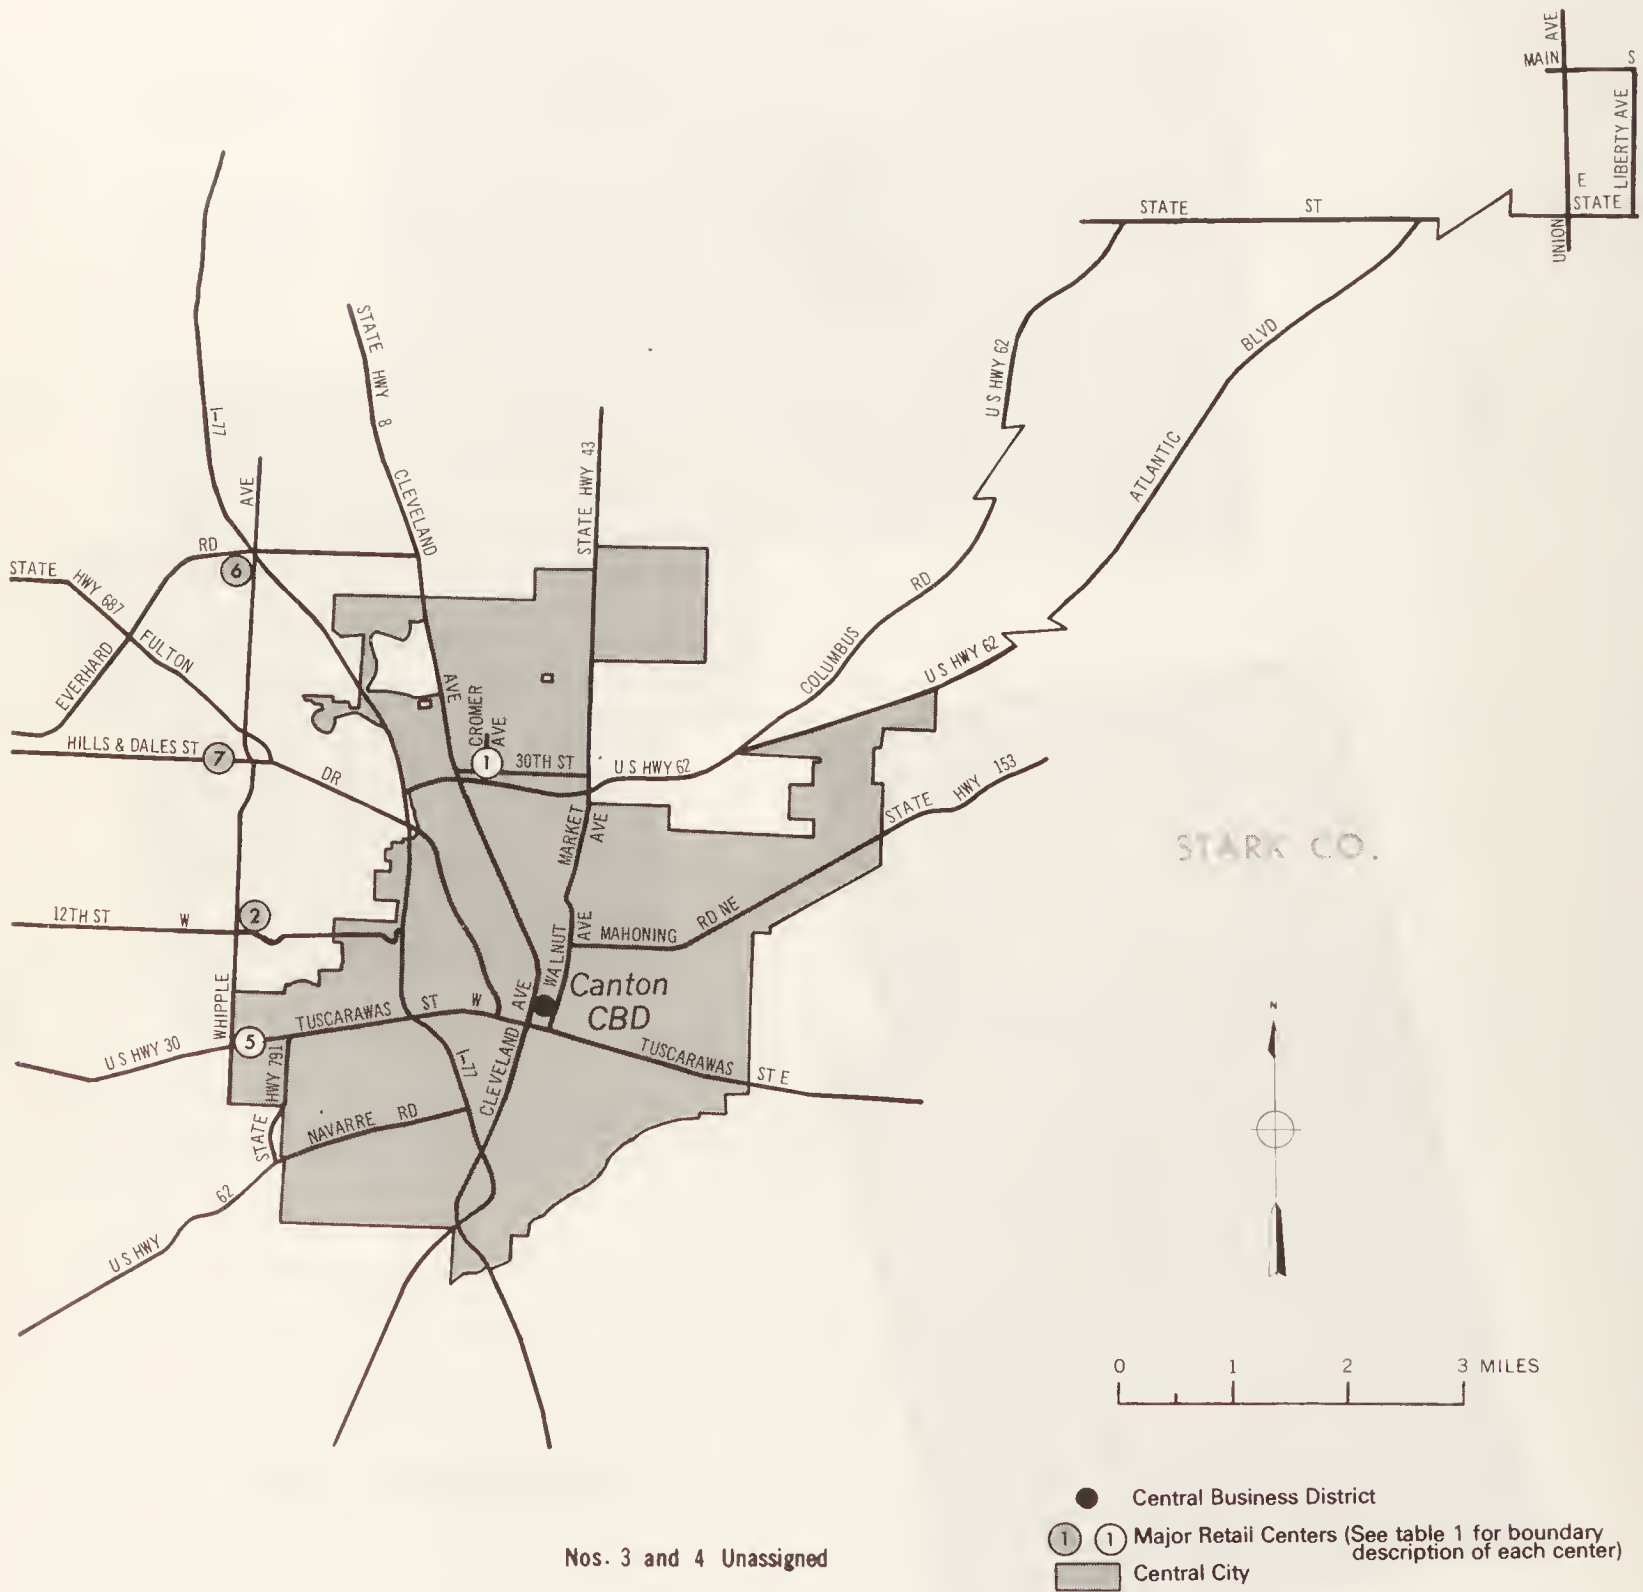 AVE
MAIN S
LIBERTY AVE
E
STATE
UNION
STATE ST
BLVD
U S HWY 62
ATLANTIC
STATE HWY 8
I-77
STATE HWY 43
CLEVELAND
AVE
RD
6
STATE HWY 687
RD
COLUMBUS
FULTON
EVERHARD
U S HWY 62
AVE
CROMER AVE
HILLS & DALES ST
7
1
30TH ST
U S HWY 62
DR
STATE HWY 153
MARKET AVE
STARK CO.
12TH ST W
2
WALNUT AVE
MAHONING RD NE
Canton
CBD
WHIPPLE
TUSCARAWAS ST W
AVE
5
U S HWY 30
STATE HWY 791
I-77
CLEVELAND
TUSCARAWAS ST E
NAVARRE RD
U S HWY 62
N
0 1 2 3 MILES
Central Business District
1 1 Major Retail Centers (See table 1 for boundary
description of each center)
Central City
Nos. 3 and 4 Unassigned